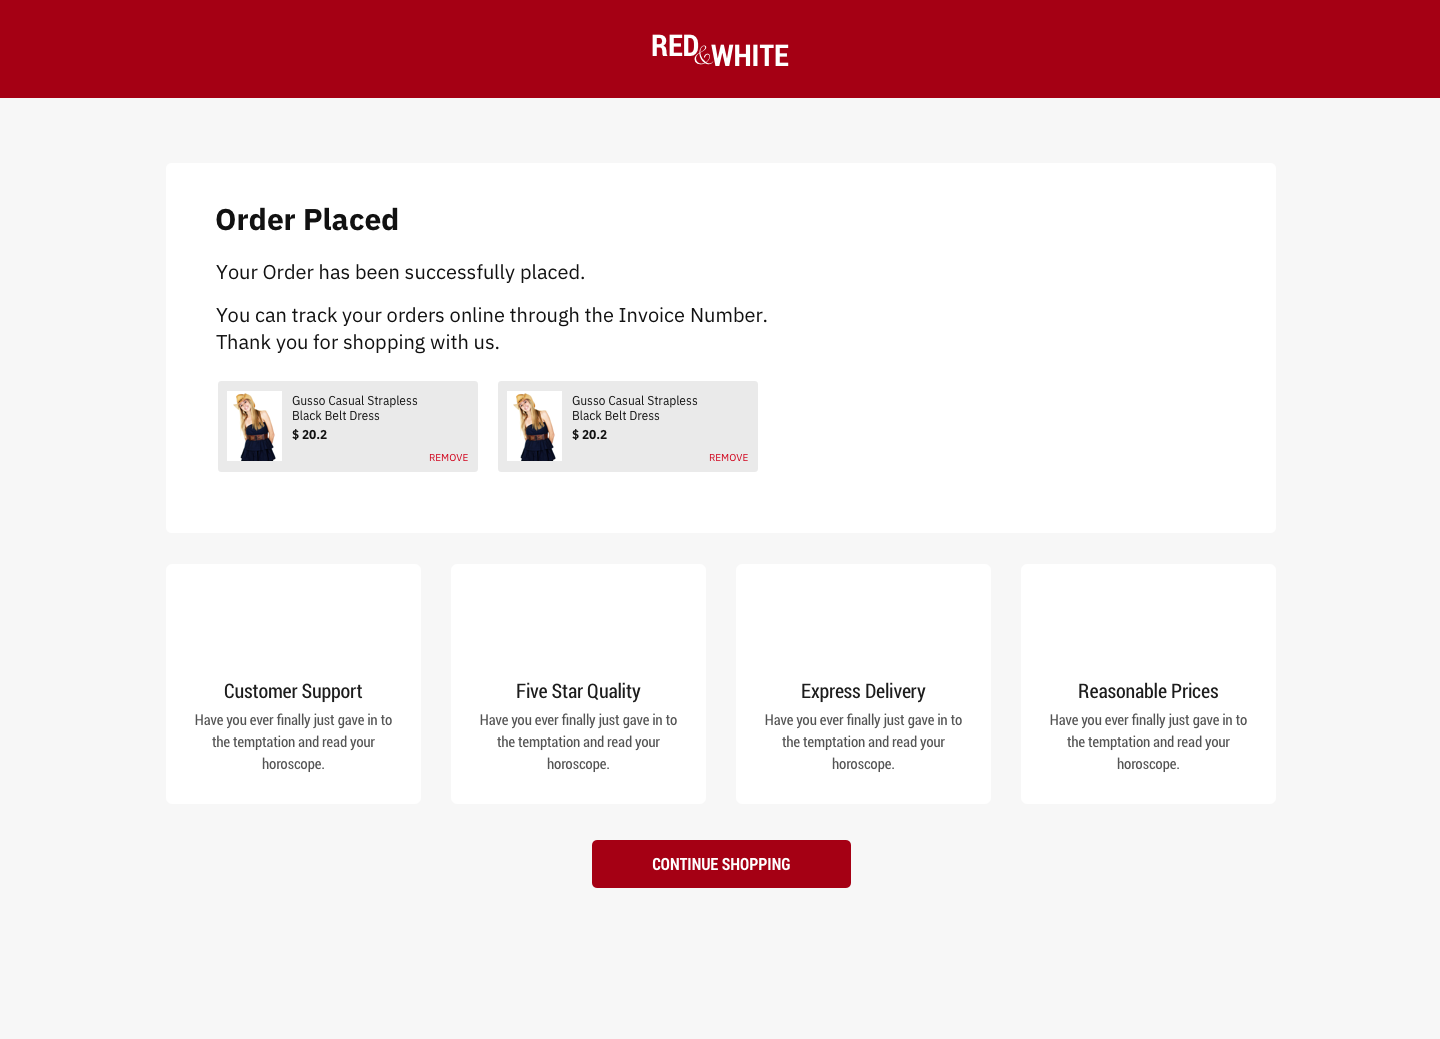 RED&WHITE
Order Placed
Your Order has been successfully placed.
You can track your orders online through the Invoice Number.
Thank you for shopping with us.
Gusso Casual Strapless
Black Belt Dress
$ 20.2
REMOVE
Gusso Casual Strapless
Black Belt Dress
$ 20.2
REMOVE
Customer Support
Have you ever finally just gave in to
the temptation and read your
horoscope.
Five Star Quality
Have you ever finally just gave in to
the temptation and read your
horoscope.
Express Delivery
Have you ever finally just gave in to
the temptation and read your
horoscope.
Reasonable Prices
Have you ever finally just gave in to
the temptation and read your
horoscope.
CONTINUE SHOPPING